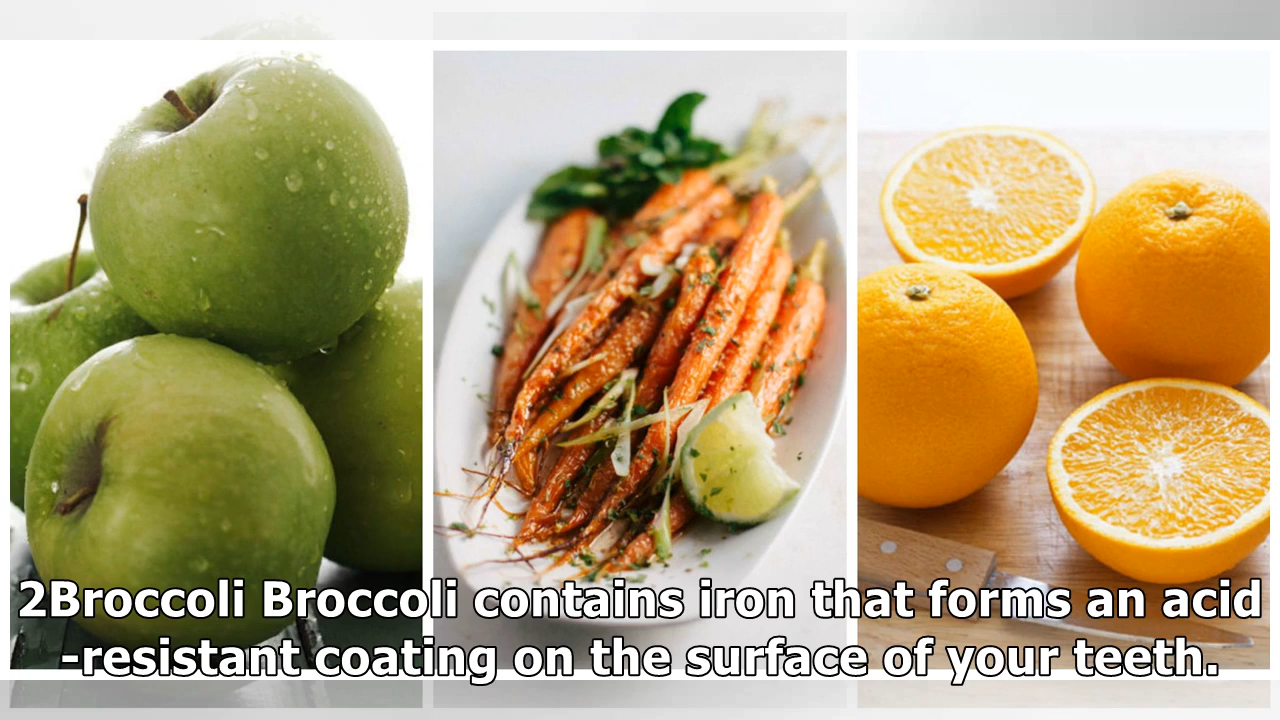 2Broccoli Broccoli contains iron that forms an acid
-resistant coating on the surface of your teeth.